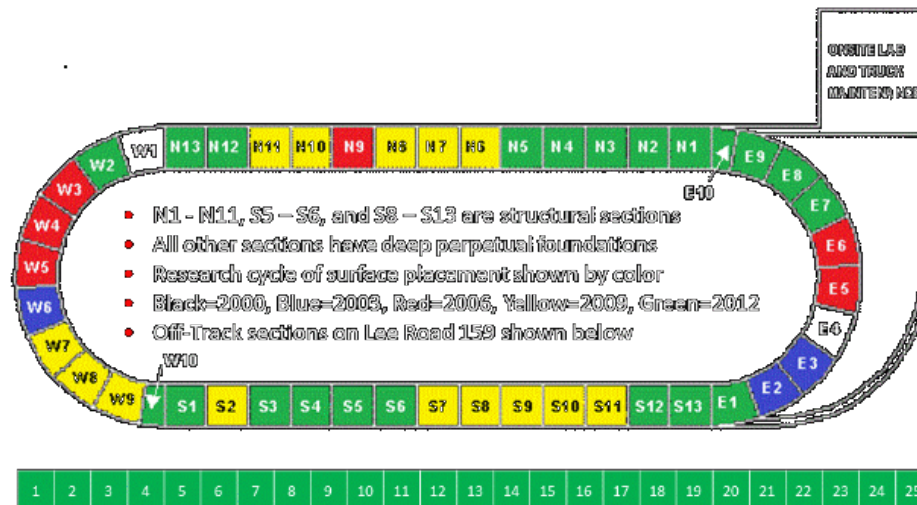 ONSITE LAB
AND TRUCK
W1 N13 N12 N11 N10 N9 N8 N7 N6 N5 N4 N3 N2 N1
E10
E9
E8
E7
E6
E5
E4
E3
E2
E1
W2
W3
W4
W5
W6
W7
W8
W9
W10
• N1 - N11, S5 – S6, and S8 – S13 are structural sections
• All other sections have deep perpetual foundations
• Research cycle of surface placement shown by color
• Black=2000, Blue=2003, Red=2006, Yellow=2009, Green=2012
• Off-Track sections on Lee Road 159 shown below
S1 S2 S3 S4 S5 S6 S7 S8 S9 S10 S11 S12 S13
1 2 3 4 5 6 7 8 9 10 11 12 13 14 15 16 17 18 19 20 21 22 23 24 25